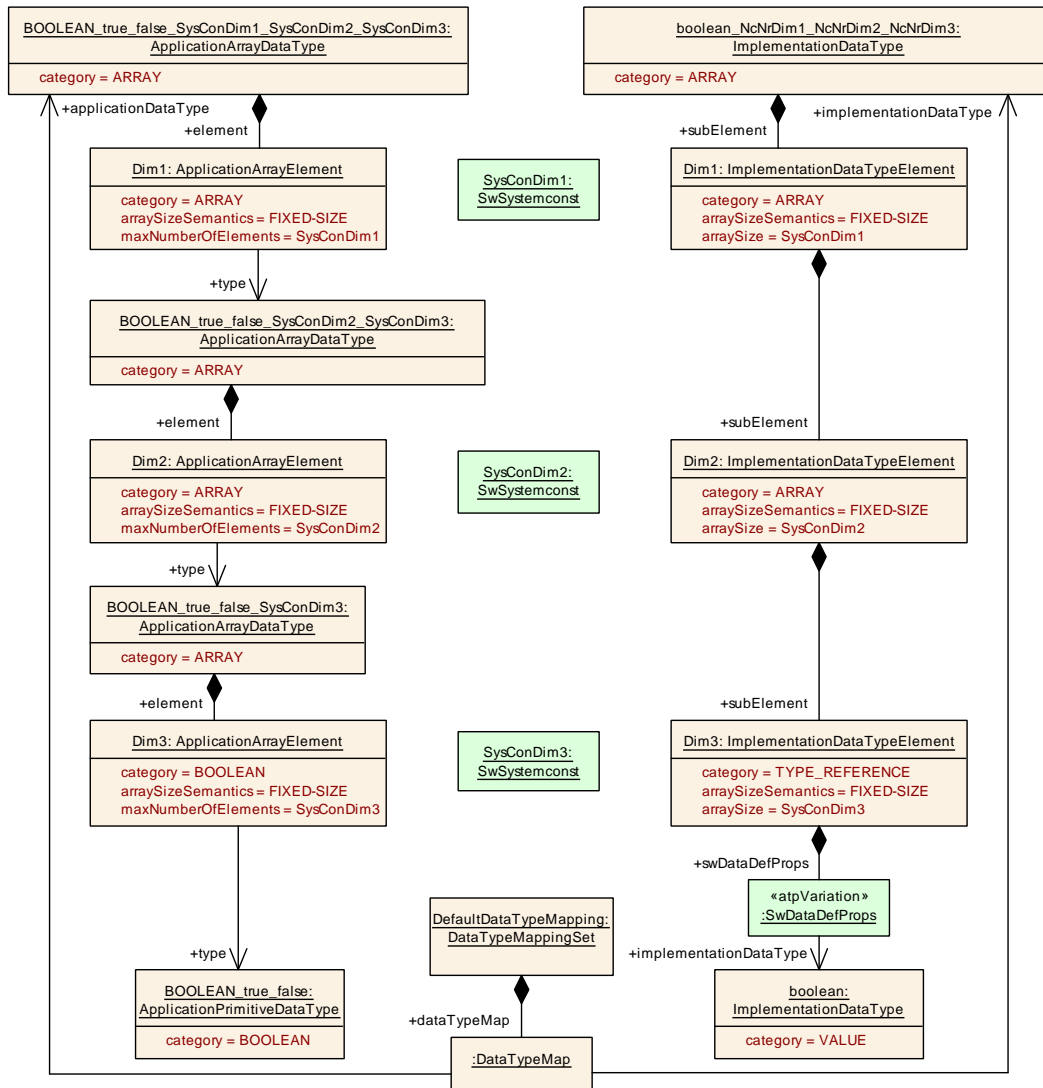 BOOLEAN_true_false_SysConDim1_SysConDim2_SysConDim3:
ApplicationArrayDataType
category = ARRAY
boolean_NcNrDim1_NcNrDim2_NcNrDim3:
ImplementationDataType
category = ARRAY
+applicationDataType
+element
+subElement
+implementationDataType
Dim1: ApplicationArrayElement
category = ARRAY
arraySizeSemantics = FIXED-SIZE
maxNumberOfElements = SysConDim1
SysConDim1:
SwSystemconst
Dim1: ImplementationDataTypeElement
category = ARRAY
arraySizeSemantics = FIXED-SIZE
arraySize = SysConDim1
+type
BOOLEAN_true_false_SysConDim2_SysConDim3:
ApplicationArrayDataType
category = ARRAY
+element
+subElement
Dim2: ApplicationArrayElement
category = ARRAY
arraySizeSemantics = FIXED-SIZE
maxNumberOfElements = SysConDim2
SysConDim2:
SwSystemconst
Dim2: ImplementationDataTypeElement
category = ARRAY
arraySizeSemantics = FIXED-SIZE
arraySize = SysConDim2
+type
BOOLEAN_true_false_SysConDim3:
ApplicationArrayDataType
category = ARRAY
+element
+subElement
Dim3: ApplicationArrayElement
category = BOOLEAN
arraySizeSemantics = FIXED-SIZE
maxNumberOfElements = SysConDim3
SysConDim3:
SwSystemconst
Dim3: ImplementationDataTypeElement
category = TYPE_REFERENCE
arraySizeSemantics = FIXED-SIZE
arraySize = SysConDim3
+swDataDefProps
«atpVariation»
:SwDataDefProps
DefaultDataTypeMapping:
DataTypeMappingSet
+type
+implementationDataType
BOOLEAN_true_false:
ApplicationPrimitiveDataType
category = BOOLEAN
boolean:
ImplementationDataType
category = VALUE
+dataTypeMap
:DataTypeMap